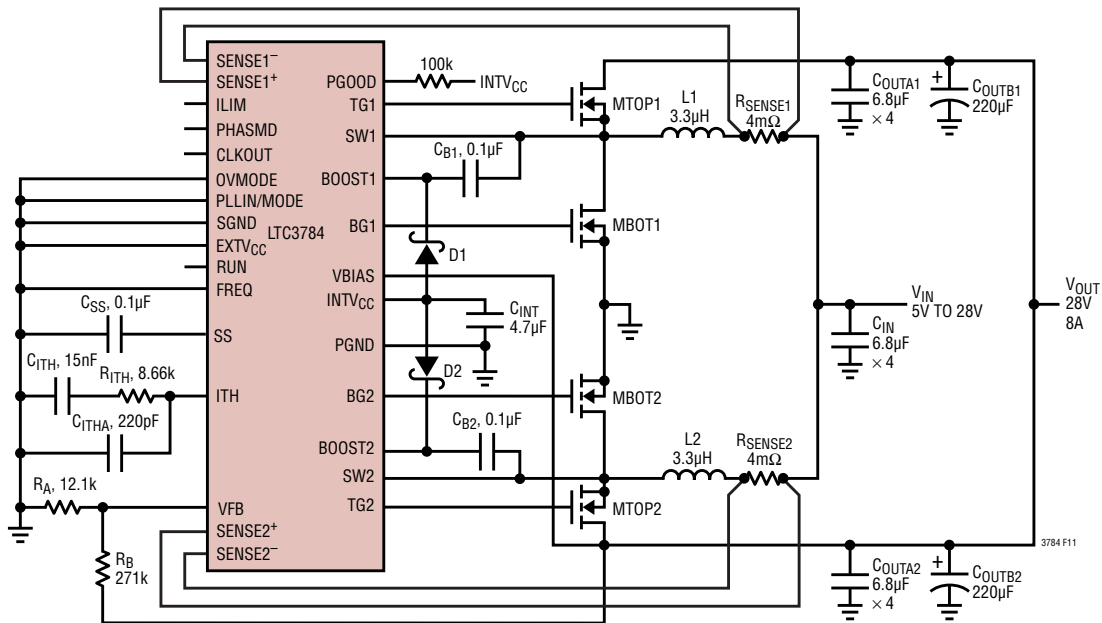 SENSE1–
SENSE1+
ILIM
PHASMD
CLKOUT
OVMODE
PLLIN/MODE
SGND
EXTVCC
RUN
FREQ
SS
ITH
VFB
SENSE2+
SENSE2–
LTC3784
PGOOD
TG1
SW1
BOOST1
BG1
VBIAS
INTVCC
PGND
BG2
BOOST2
SW2
TG2
100k
INTVCC
CB1, 0.1µF
D1
CINT
4.7µF
D2
CB2, 0.1µF
MTOP1
MBOT1
MBOT2
MTOP2
L1
3.3µH
RSENSE1
4mΩ
L2
3.3µH
RSENSE2
4mΩ
COUTA1
6.8µF
× 4
+
COUTB1
220µF
VIN
5V TO 28V
CIN
6.8µF
× 4
VOUT
28V
8A
COUTA2
6.8µF
× 4
+
COUTB2
220µF
CSS, 0.1µF
CITH, 15nF
RITH, 8.66k
CITHA, 220pF
RA, 12.1k
RB
271k
3784 F11